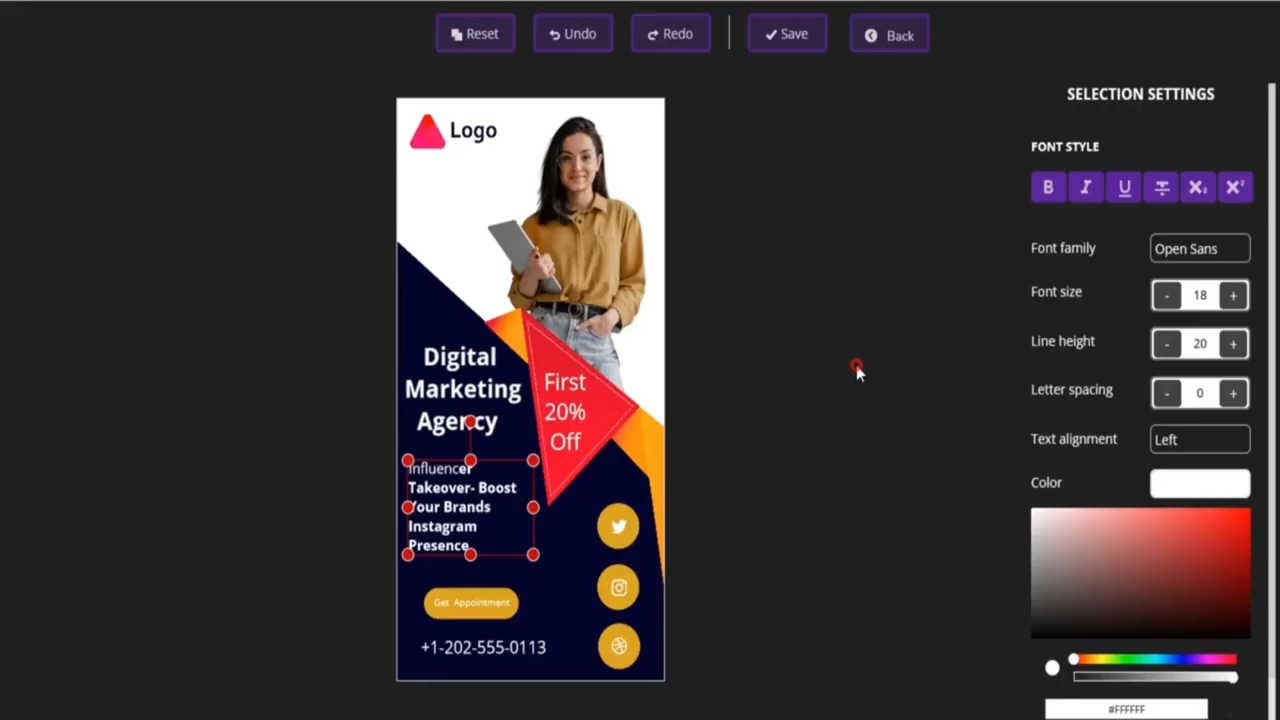 Reset Undo Redo Save Back
SELECTION SETTINGS
FONT STYLE
B I U T X₂ X²
Font family Open Sans
Font size - 18 +
Line height - 20 +
Letter spacing - 0 +
Text alignment Left
Color
#FFFFFF
Logo
Digital
Marketing
Agency
First
20%
Off
Influencer
Takeover- Boost
Your Brands
Instagram
Presence
Get Appointment
+1-202-555-0113